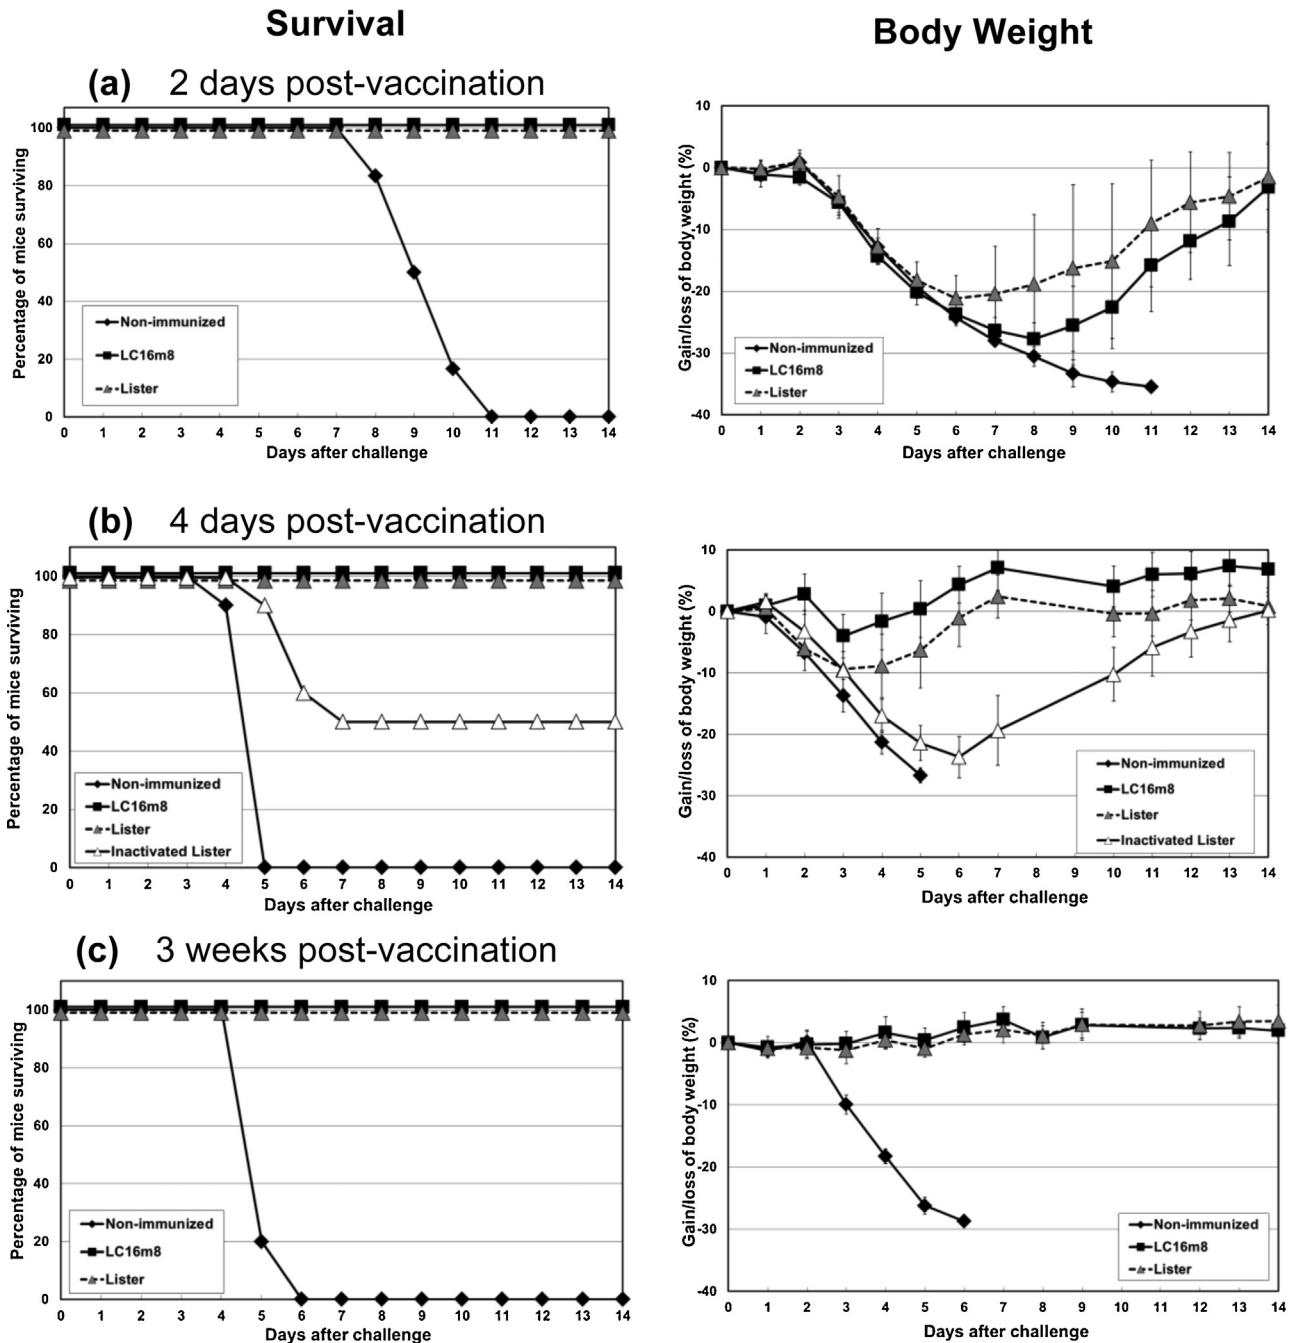 Survival
Body Weight
(a) 2 days post-vaccination
Percentage of mice surviving
100
80
60
40
20
0
Non-immunized
LC16m8
Lister
0 1 2 3 4 5 6 7 8 9 10 11 12 13 14
Days after challenge
Gain/loss of body weight (%)
10
0
-10
-20
-30
-40
Non-immunized
LC16m8
Lister
0 1 2 3 4 5 6 7 8 9 10 11 12 13 14
Days after challenge
(b) 4 days post-vaccination
Percentage of mice surviving
100
80
60
40
20
0
Non-immunized
LC16m8
Lister
Inactivated Lister
0 1 2 3 4 5 6 7 8 9 10 11 12 13 14
Days after challenge
Gain/loss of body weight (%)
10
0
-10
-20
-30
-40
Non-immunized
LC16m8
Lister
Inactivated Lister
0 1 2 3 4 5 6 7 8 9 10 11 12 13 14
Days after challenge
(c) 3 weeks post-vaccination
Percentage of mice surviving
100
80
60
40
20
0
Non-immunized
LC16m8
Lister
0 1 2 3 4 5 6 7 8 9 10 11 12 13 14
Days after challenge
Gain/loss of body weight (%)
10
0
-10
-20
-30
-40
Non-immunized
LC16m8
Lister
0 1 2 3 4 5 6 7 8 9 10 11 12 13 14
Days after challenge